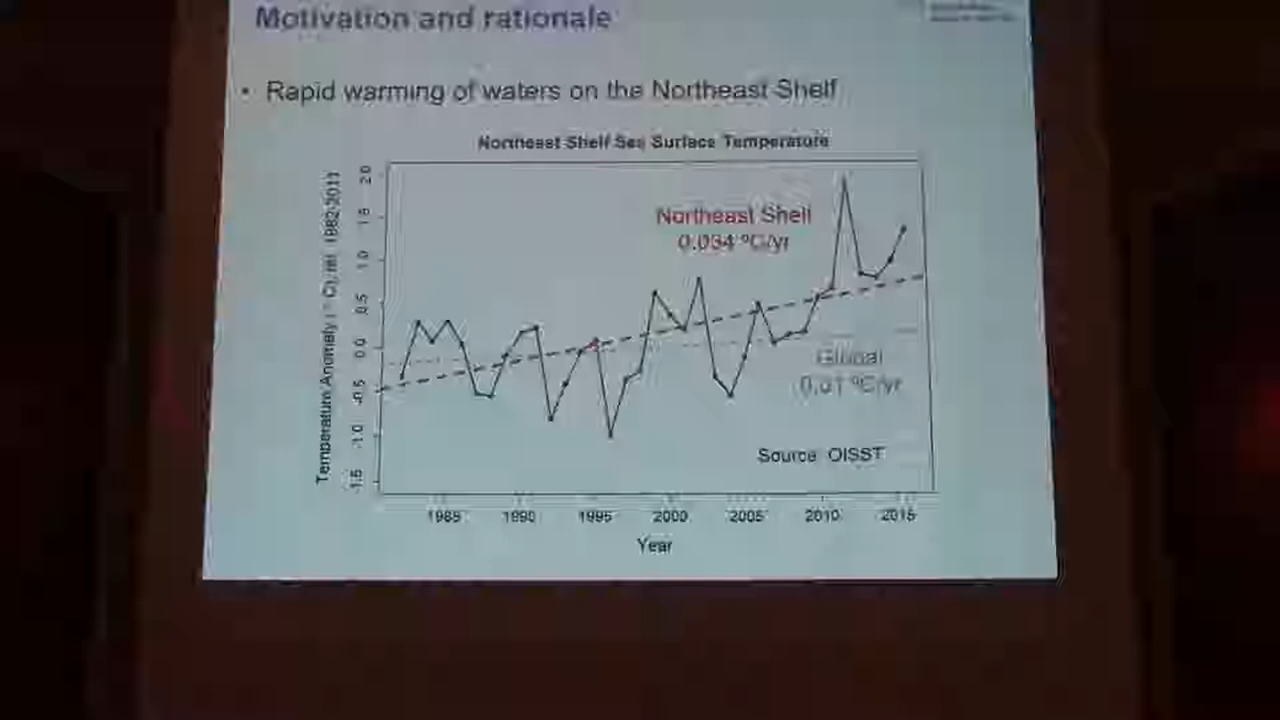 Motivation and rationale
• Rapid warming of waters on the Northeast Shelf
Northeast Shelf Sea Surface Temperature
Temperature Anomaly (°C), rel. 1982-2011
2.0
1.5
1.0
0.5
0.0
-0.5
-1.0
-1.5
Northeast Shelf
0.034 °C/yr
Global
0.01 °C/yr
Source: OISST
1985 1990 1995 2000 2005 2010 2015
Year